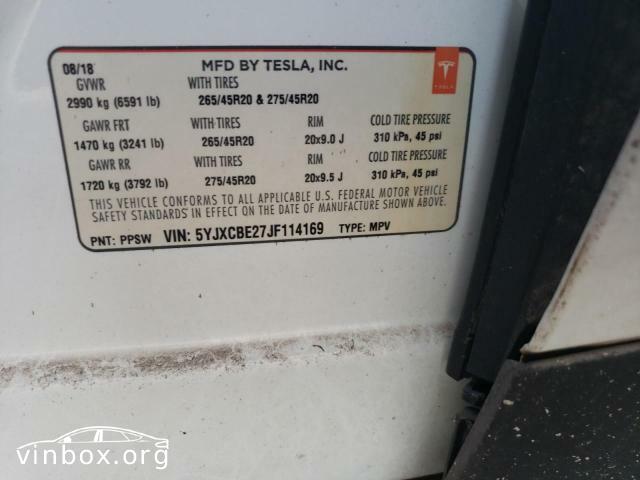 08/18 MFD BY TESLA, INC.
TESLA
GVWR WITH TIRES
2990 kg (6591 lb) 265/45R20 & 275/45R20
GAWR FRT WITH TIRES RIM COLD TIRE PRESSURE
1470 kg (3241 lb) 265/45R20 20x9.0 J 310 kPa, 45 psi
GAWR RR WITH TIRES RIM COLD TIRE PRESSURE
1720 kg (3792 lb) 275/45R20 20x9.5 J 310 kPa, 45 psi
THIS VEHICLE CONFORMS TO ALL APPLICABLE U.S. FEDERAL MOTOR VEHICLE
SAFETY STANDARDS IN EFFECT ON THE DATE OF MANUFACTURE SHOWN ABOVE.
PNT: PPSW VIN: 5YJXCBE27JF114169 TYPE: MPV
vinbox.org